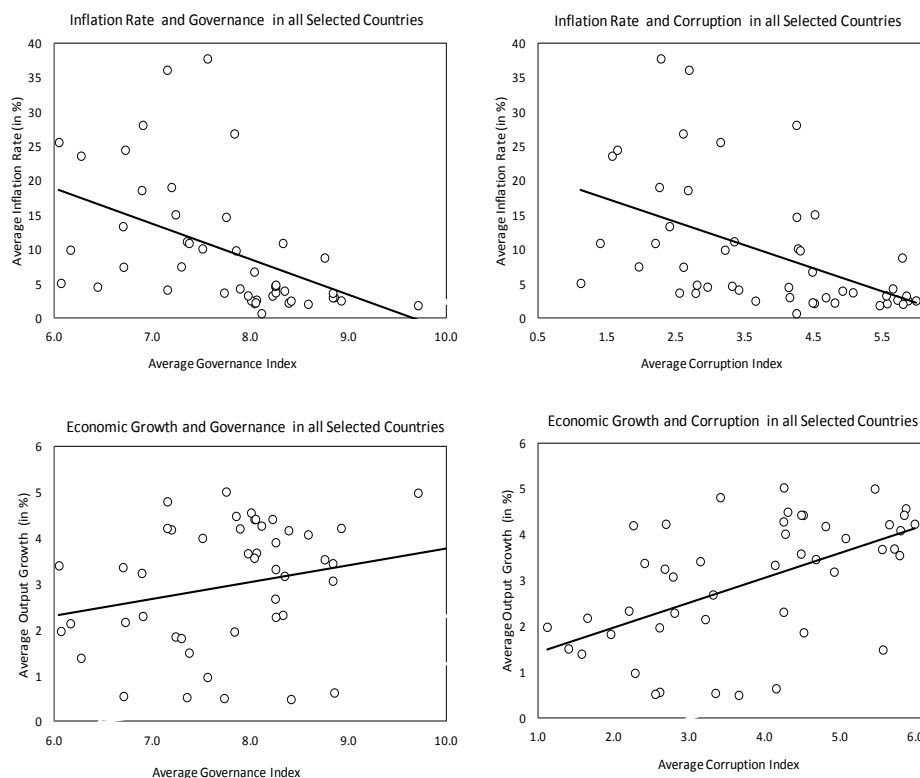 Inflation Rate and Governance in all Selected Countries
Average Inflation Rate (in %)
40
35
30
25
20
15
10
5
0
6.0 7.0 8.0 9.0 10.0
Average Governance Index
Inflation Rate and Corruption in all Selected Countries
Average Inflation Rate (in %)
40
35
30
25
20
15
10
5
0
0.5 1.5 2.5 3.5 4.5 5.5
Average Corruption Index
Economic Growth and Governance in all Selected Countries
Average Output Growth (in %)
6
5
4
3
2
1
0
6.0 7.0 8.0 9.0 10.0
Average Governance Index
Economic Growth and Corruption in all Selected Countries
Average Output Growth (in %)
6
5
4
3
2
1
0
1.0 2.0 3.0 4.0 5.0 6.0
Average Corruption Index